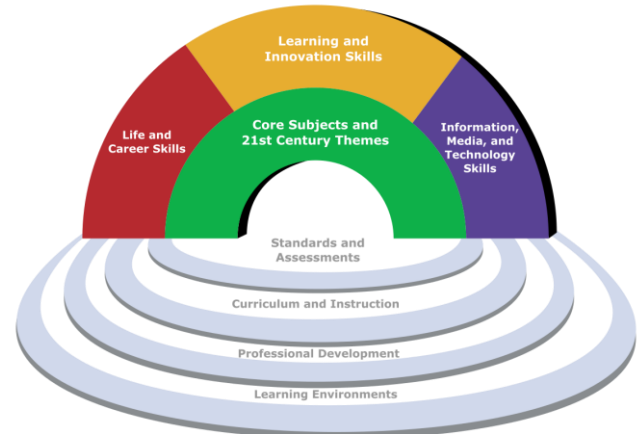 Learning and
Innovation Skills
Life and
Career Skills
Core Subjects and
21st Century Themes
Information,
Media, and
Technology
Skills
Standards and
Assessments
Curriculum and Instruction
Professional Development
Learning Environments